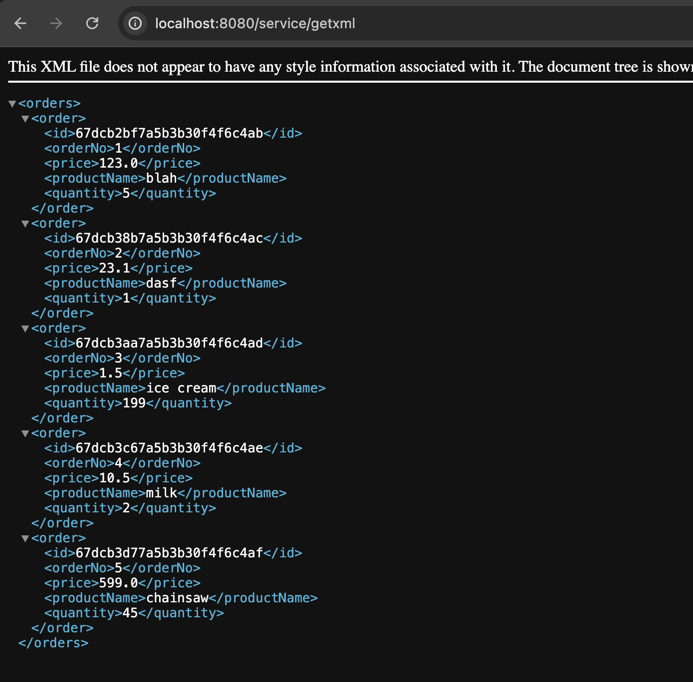 localhost:8080/service/getxml
This XML file does not appear to have any style information associated with it. The document tree is shown
<orders>
<order>
<id>67dcb2bf7a5b3b30f4f6c4ab</id>
<orderNo>1</orderNo>
<price>123.0</price>
<productName>blah</productName>
<quantity>5</quantity>
</order>
<order>
<id>67dcb38b7a5b3b30f4f6c4ac</id>
<orderNo>2</orderNo>
<price>23.1</price>
<productName>dasf</productName>
<quantity>1</quantity>
</order>
<order>
<id>67dcb3aa7a5b3b30f4f6c4ad</id>
<orderNo>3</orderNo>
<price>1.5</price>
<productName>ice cream</productName>
<quantity>199</quantity>
</order>
<order>
<id>67dcb3c67a5b3b30f4f6c4ae</id>
<orderNo>4</orderNo>
<price>10.5</price>
<productName>milk</productName>
<quantity>2</quantity>
</order>
<order>
<id>67dcb3d77a5b3b30f4f6c4af</id>
<orderNo>5</orderNo>
<price>599.0</price>
<productName>chainsaw</productName>
<quantity>45</quantity>
</order>
</orders>